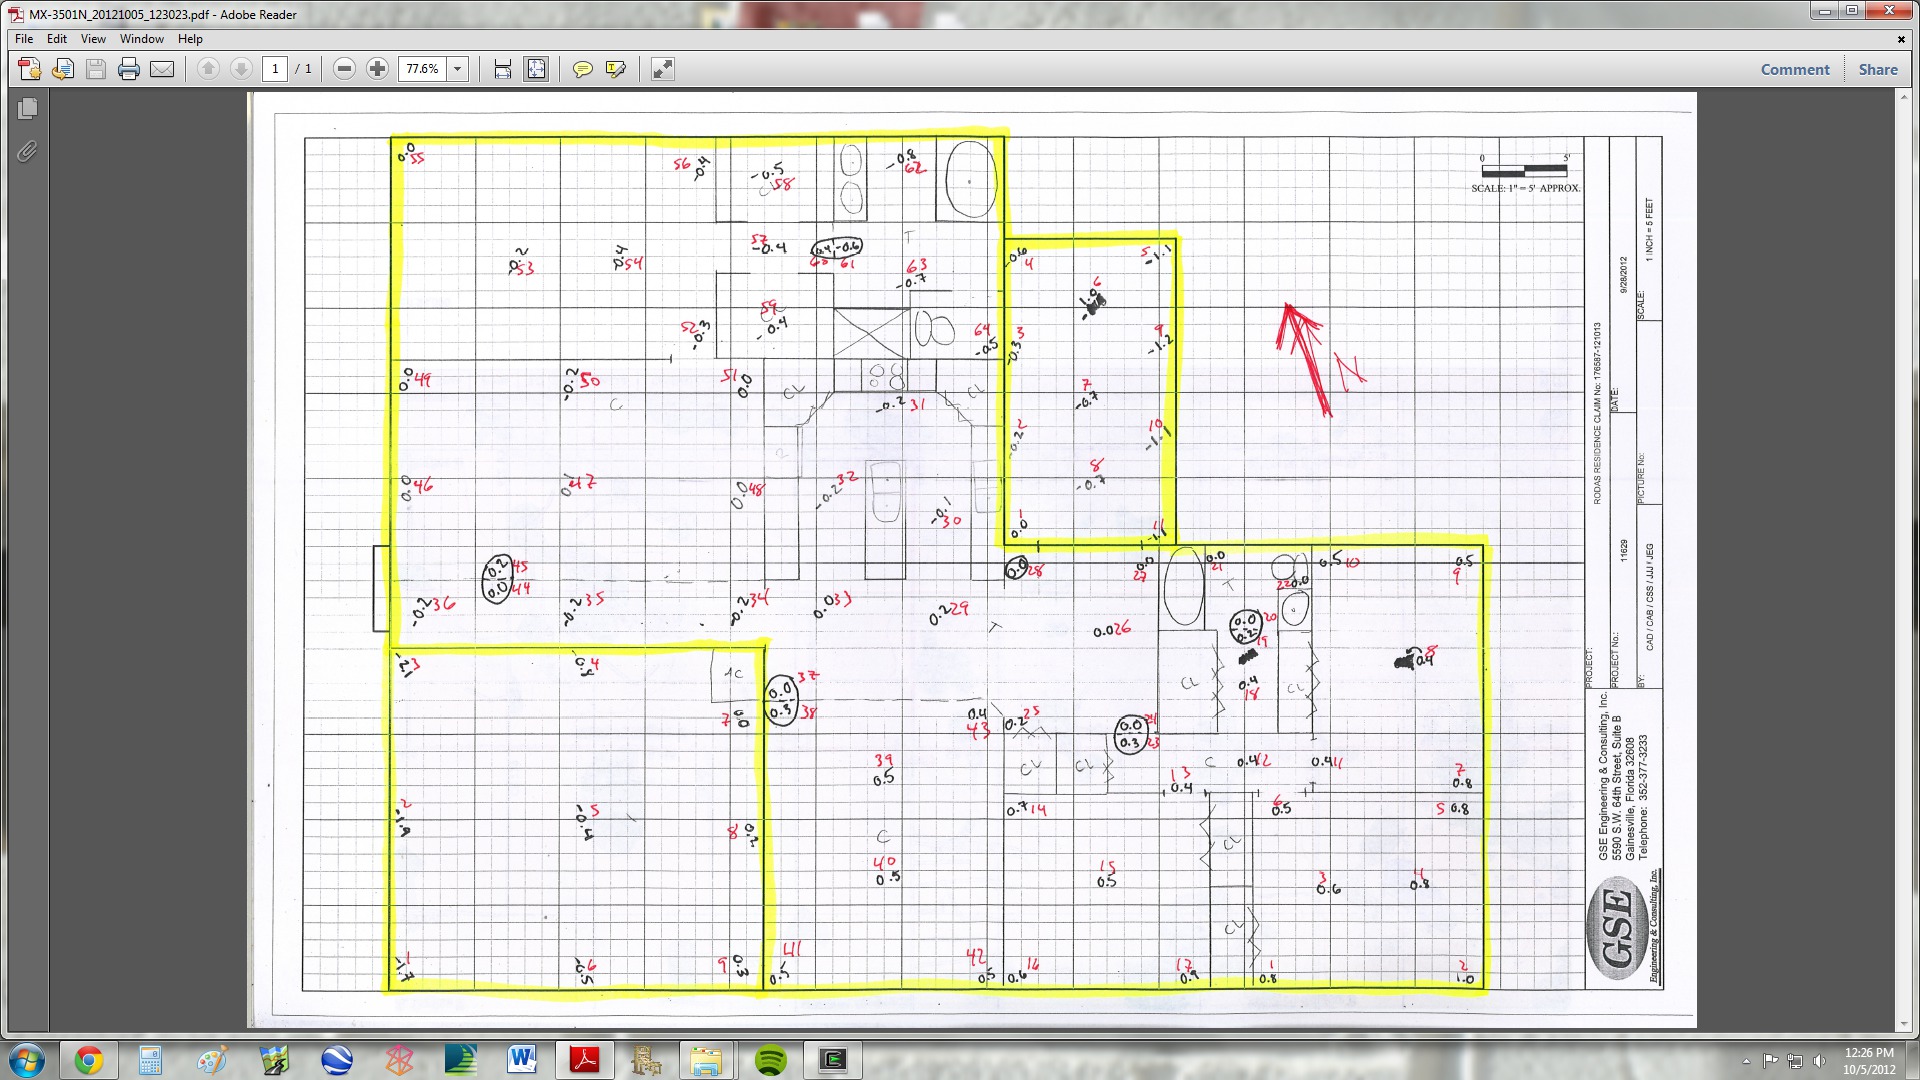 MX-3501N_20121005_123023.pdf - Adobe Reader
File Edit View Window Help
1 / 1 77.6% Comment Share
0 5'
SCALE: 1" = 5' APPROX.
N
0.0 55
56 -0.4
-0.5 58
-0.8 62
57 -0.4
0.4 -0.6
60 61
63 -0.7
-0.2 53
0.4 54
52 -0.3
59 -0.4
64 -0.5
0.0 49
-0.2 50
51 0.0
C
CL
CL
-0.2 31
0.0 46
47
0.0 48
-0.2 32
-0.1 30
0.2 45
0.0 44
-0.2 36
-0.2 35
-0.2 34
0.0 33
0.2 29
-0.6 4
5 -1.1
6 -1.0
3 -0.3
9 -1.2
7 -0.7
2 -0.2
10 -1.1
8 -0.7
1 0.0
11 -1.1
0.0 28
27 0.0
0.0 21
T
22 0.0
0.5 10
0.5 9
0.0 26
0.0 20
0.2 19
0.4 18
8 0.4
CL
CL
-2.1 3
4
AC
7 0.0
0.0 37
0.3 38
0.4 43
0.2 25
0.0 24
0.3 23
39 0.5
CL
CL
13 0.4
C
0.4 12
0.4 11
7 0.8
2 -1.9
5 -0.4
8 0.2
C
0.7 14
6 0.5
5 0.8
CL
40 0.5
15 0.5
3 0.6
4 0.8
CL
1 -1.7
6 -0.5
9 0.3
41 0.5
42 0.5
16 0.6
17 0.9
1 0.8
2 1.0
PROJECT:
RODAS RESIDENCE CLAIM No: 176587-121013
PROJECT No.:
11629
DATE:
9/28/2012
BY:
CAD / CAB / CSS / JJJ / JEG
PICTURE No:
SCALE:
1 INCH = 5 FEET
GSE Engineering & Consulting, Inc.
5590 S.W. 64th Street, Suite B
Gainesville, Florida 32608
Telephone: 352-377-3233
GSE
Engineering & Consulting, Inc.
12:26 PM
10/5/2012